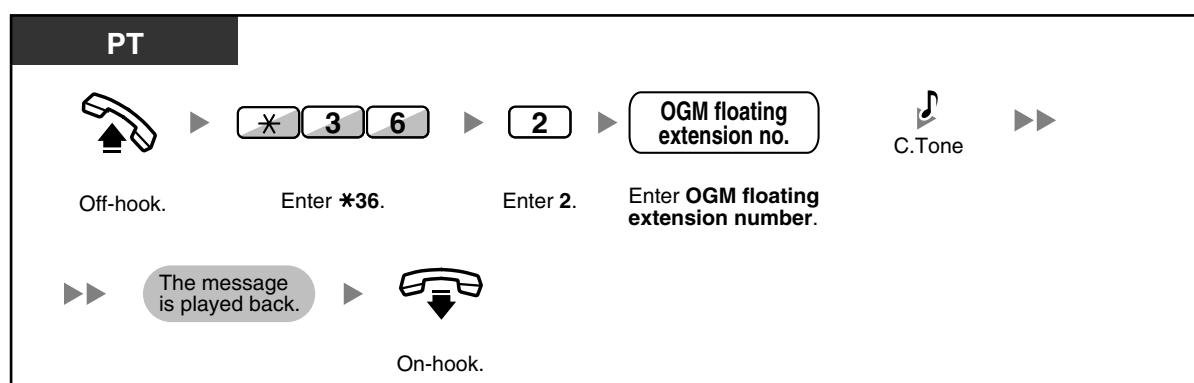 PT
✳ 3 6
2
OGM floating
extension no.
C.Tone
Off-hook.
Enter ✳36.
Enter 2.
Enter OGM floating
extension number.
The message
is played back.
On-hook.